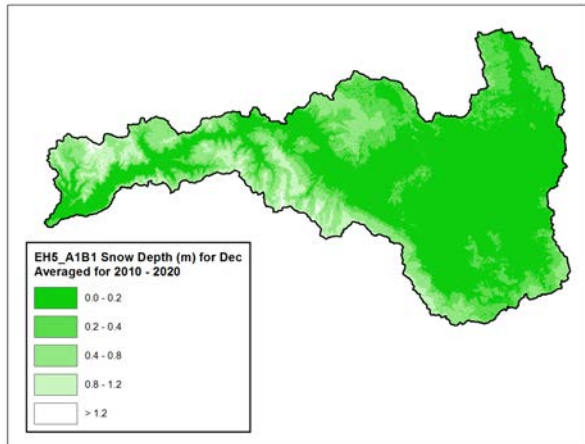 EH5_A1B1 Snow Depth (m) for Dec
Averaged for 2010 - 2020
0.0 - 0.2
0.2 - 0.4
0.4 - 0.8
0.8 - 1.2
> 1.2